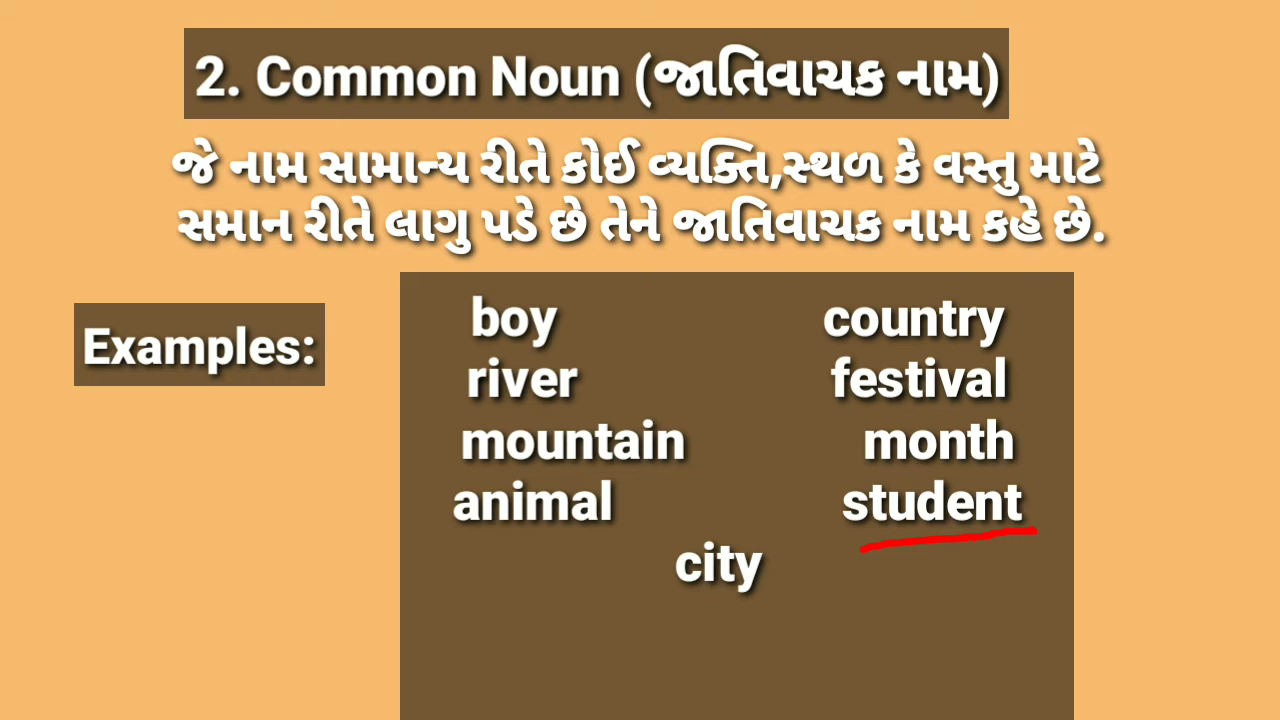 2. Common Noun (જાતિવાચક નામ)
જે નામ સામાન્ય રીતે કોઈ વ્યક્તિ,સ્થળ કે વસ્તુ માટે
સમાન રીતે લાગુ પડે છે તેને જાતિવાચક નામ કહે છે.
Examples:
boy country
river festival
mountain month
animal student
city